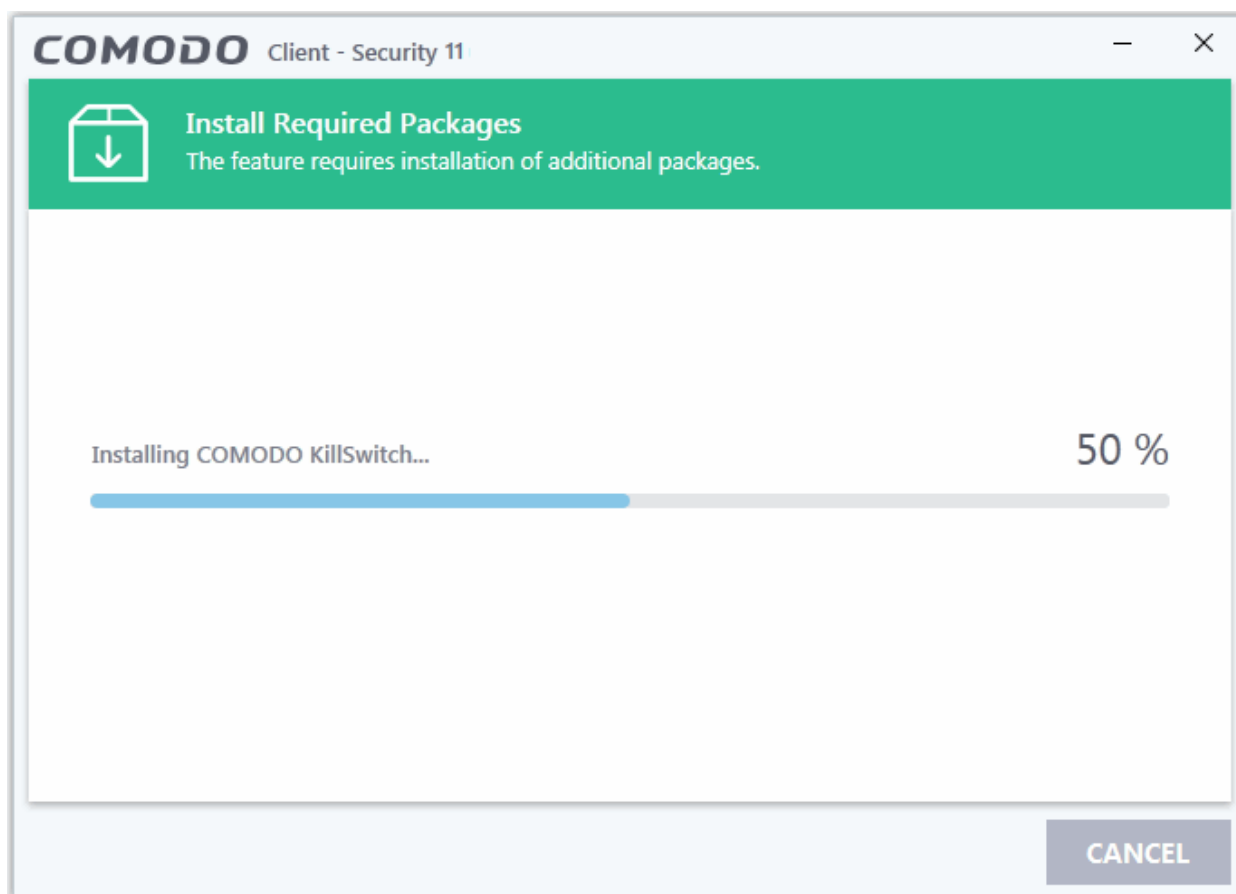 COMODO Client - Security 11
Install Required Packages
The feature requires installation of additional packages.
Installing COMODO KillSwitch... 50 %
CANCEL